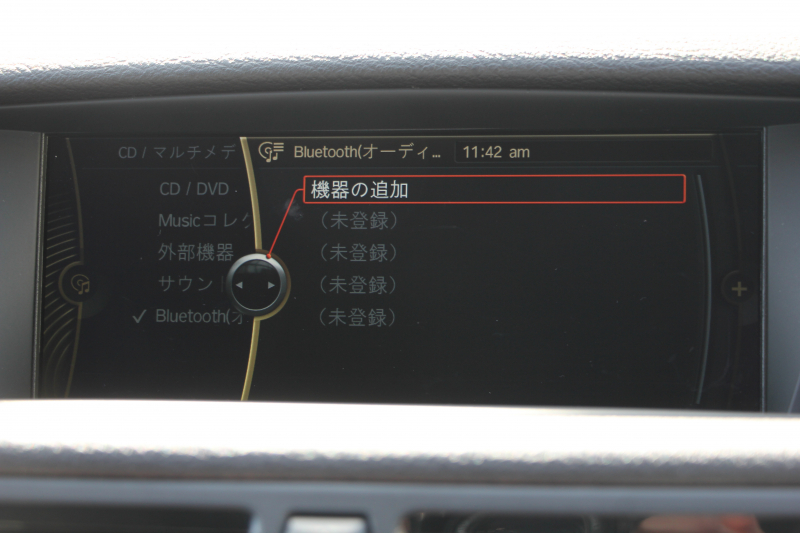 CD / マルチメデ
Bluetooth(オーディ...
11:42 am
CD / DVD
Musicコレク
外部機器
サウン
✓ Bluetooth(オ
機器の追加
(未登録)
(未登録)
(未登録)
(未登録)